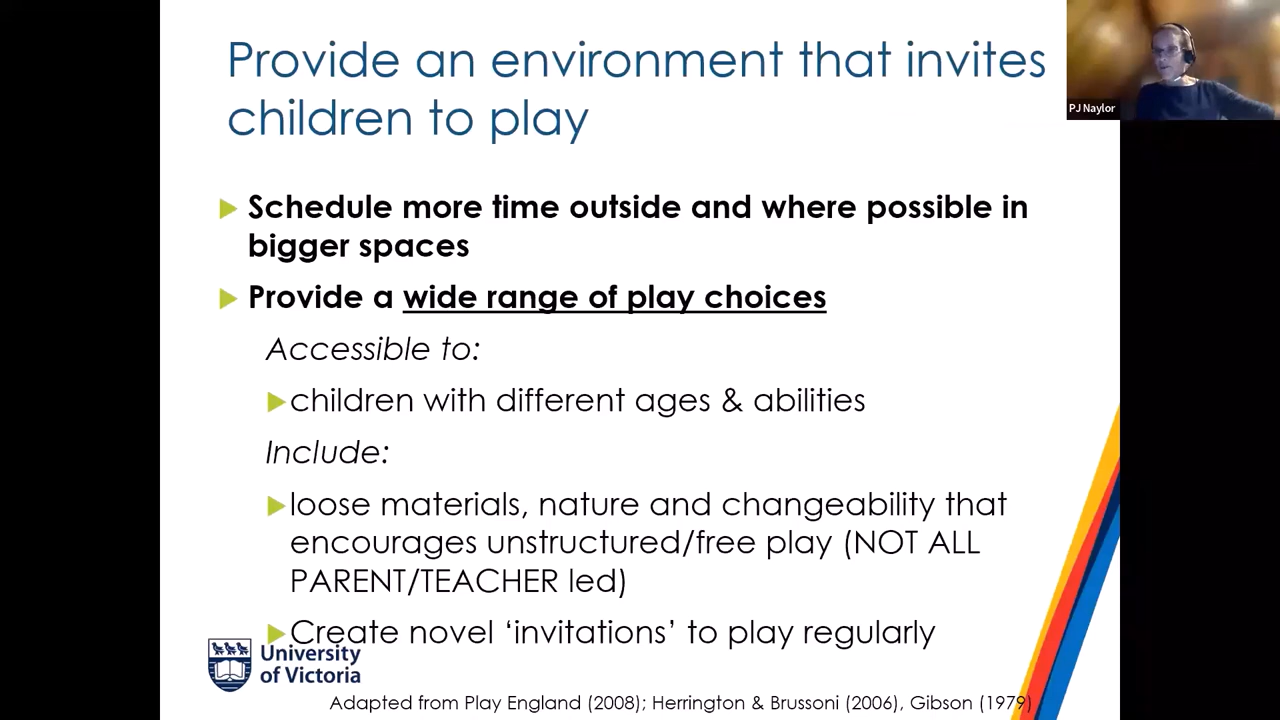 Provide an environment that invites
children to play
PJ Naylor
Schedule more time outside and where possible in
bigger spaces
Provide a wide range of play choices
Accessible to:
children with different ages & abilities
Include:
loose materials, nature and changeability that
encourages unstructured/free play (NOT ALL
PARENT/TEACHER led)
Create novel ‘invitations’ to play regularly
University
of Victoria
Adapted from Play England (2008); Herrington & Brussoni (2006), Gibson (1979)